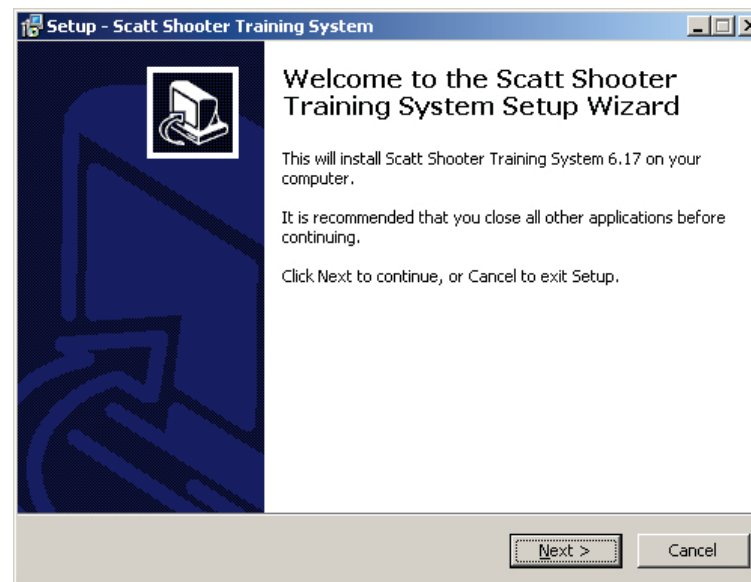 Setup - Scatt Shooter Training System
Welcome to the Scatt Shooter
Training System Setup Wizard
This will install Scatt Shooter Training System 6.17 on your
computer.
It is recommended that you close all other applications before
continuing.
Click Next to continue, or Cancel to exit Setup.
Next >
Cancel